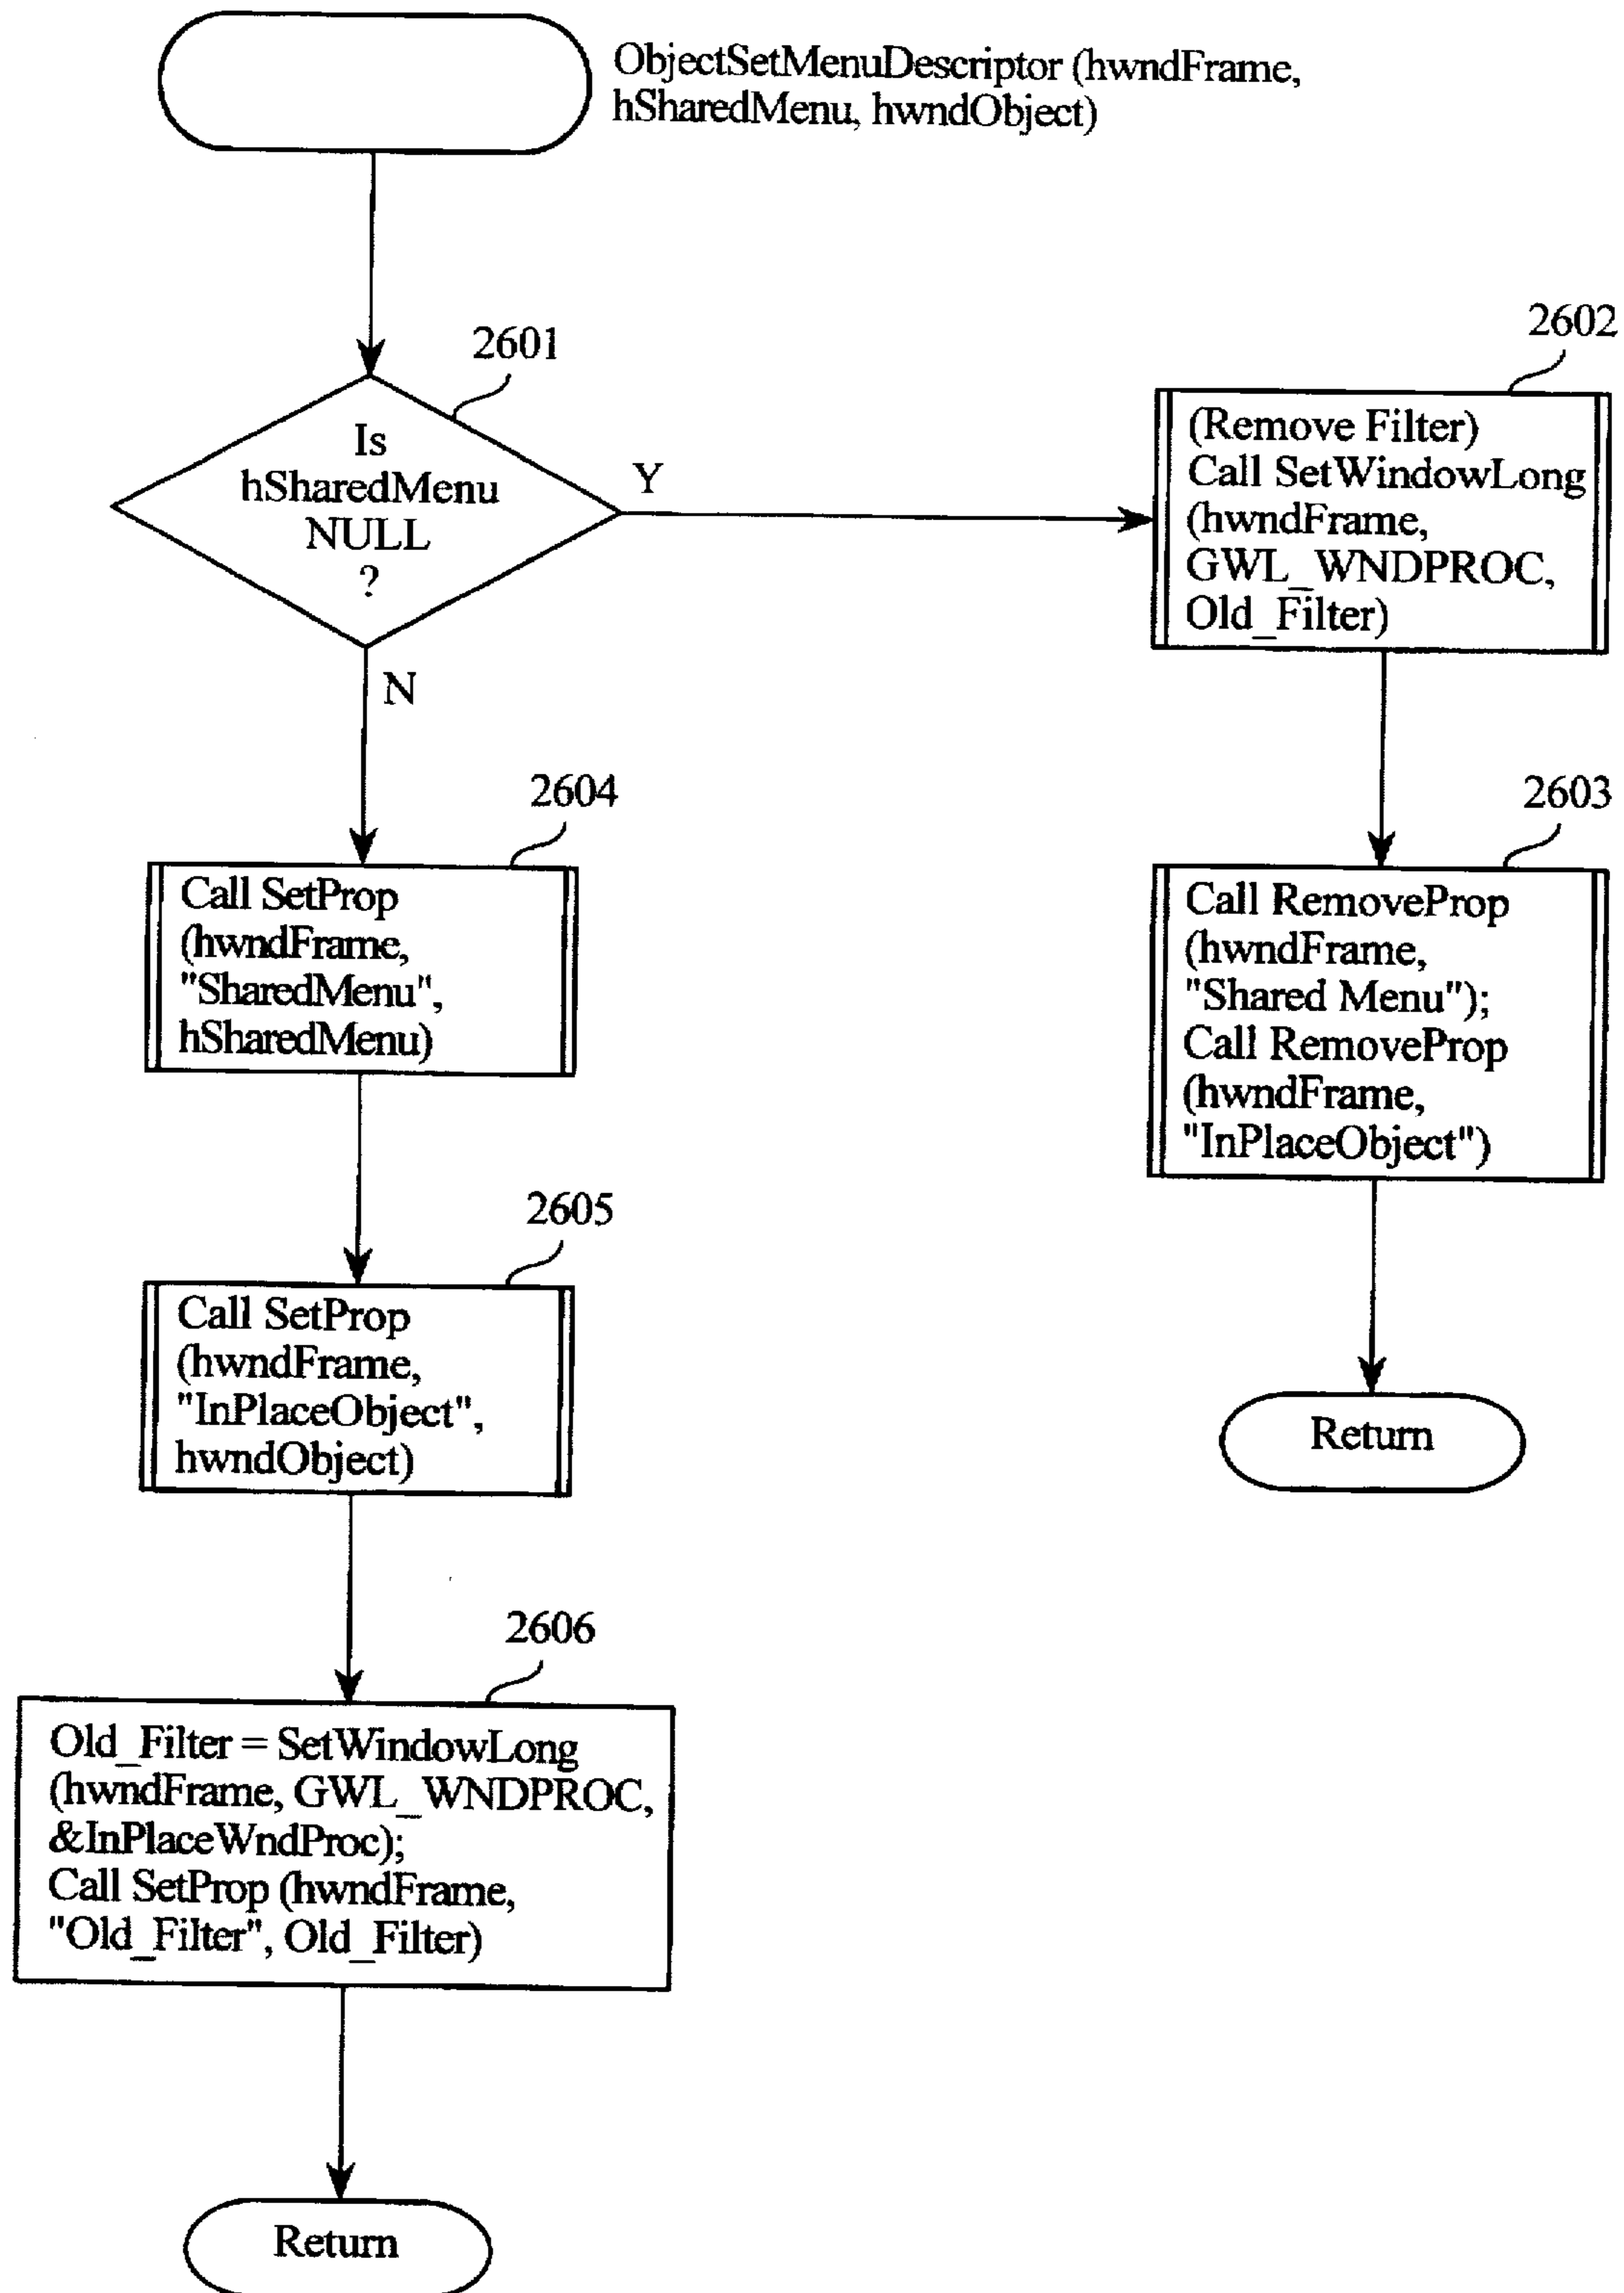 ObjectSetMenuDescriptor (hwndFrame,
hSharedMenu, hwndObject)
2601
Is
hSharedMenu
NULL
?
Y
N
2602
(Remove Filter)
Call SetWindowLong
(hwndFrame,
GWL_WNDPROC,
Old_Filter)
2603
Call RemoveProp
(hwndFrame,
"Shared Menu");
Call RemoveProp
(hwndFrame,
"InPlaceObject")
Return
2604
Call SetProp
(hwndFrame,
"SharedMenu",
hSharedMenu)
2605
Call SetProp
(hwndFrame,
"InPlaceObject",
hwndObject)
2606
Old_Filter = SetWindowLong
(hwndFrame, GWL_WNDPROC,
&InPlaceWndProc);
Call SetProp (hwndFrame,
"Old_Filter", Old_Filter)
Return